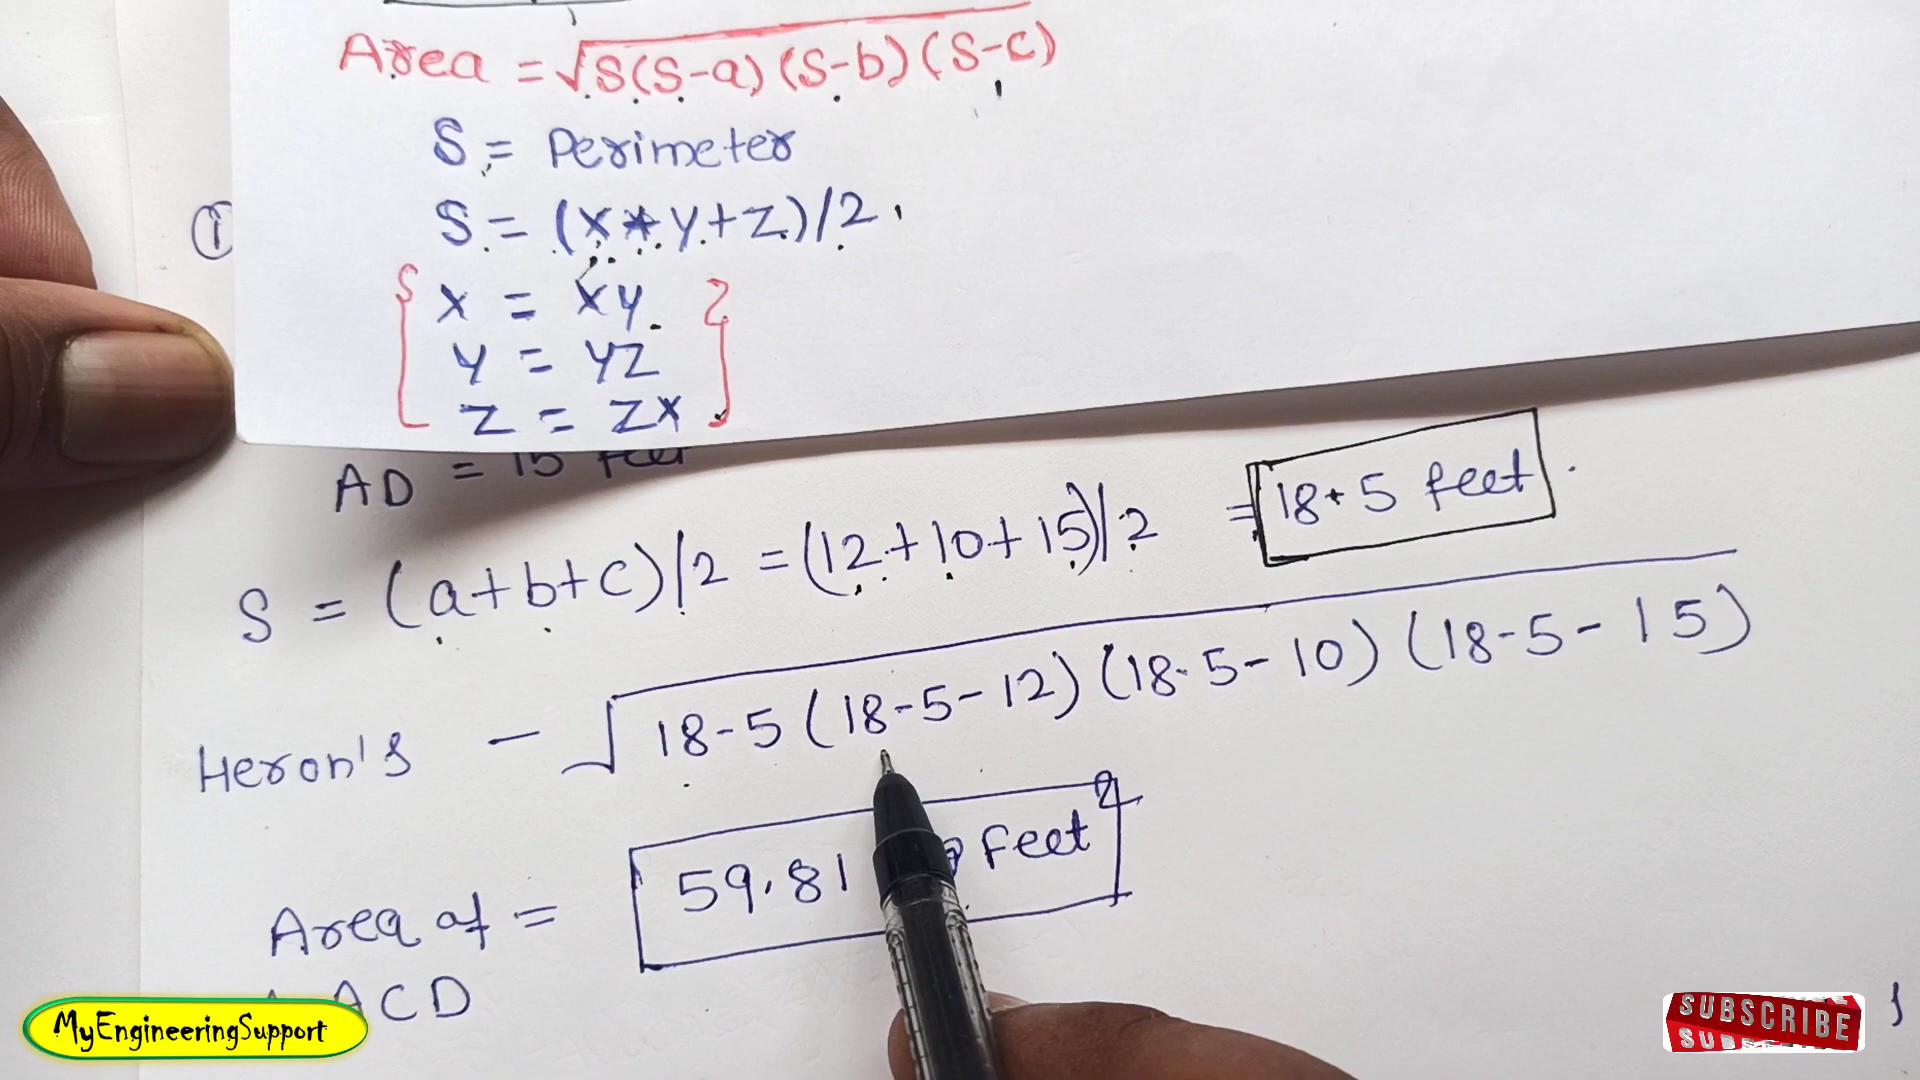 Area = √S(S-a)(S-b)(S-c)
S = Perimeter
S = (x+y+z)/2
①
x = xy
y = yz
z = zx
AD = 15 feet
S = (a+b+c)/2 = (12+10+15)/2 = 18.5 feet
Heron's - √18-5(18-5-12)(18-5-10)(18-5-15)
Area of = 59.81 feet²
ACD
MyEngineeringSupport
SUBSCRIBE